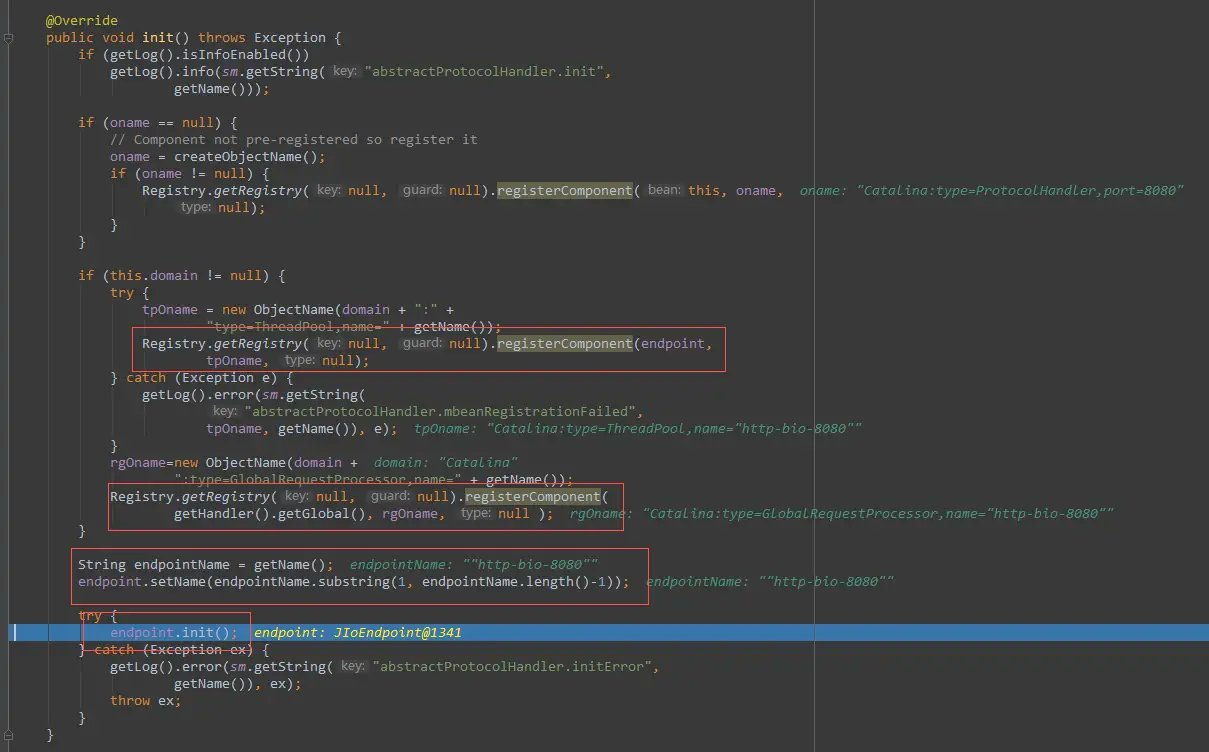 @Override
public void init() throws Exception {
    if (getLog().isInfoEnabled())
        getLog().info(sm.getString( key: "abstractProtocolHandler.init",
                getName()));

    if (oname == null) {
        // Component not pre-registered so register it
        oname = createObjectName();
        if (oname != null) {
            Registry.getRegistry( key: null, guard: null).registerComponent( bean: this, oname,  oname: "Catalina:type=ProtocolHandler,port=8080"
                type: null);
        }
    }

    if (this.domain != null) {
        try {
            tpOname = new ObjectName(domain + ":" +
                    "type=ThreadPool,name=" + getName());
            Registry.getRegistry( key: null, guard: null).registerComponent(endpoint,
                    tpOname, type: null);
        } catch (Exception e) {
            getLog().error(sm.getString(
                    key: "abstractProtocolHandler.mbeanRegistrationFailed",
                    tpOname, getName()), e);  tpOname: "Catalina:type=ThreadPool,name="http-bio-8080""
        }
        rgOname=new ObjectName(domain +  domain: "Catalina"
                ":type=GlobalRequestProcessor,name=" + getName());
        Registry.getRegistry( key: null, guard: null).registerComponent(
                getHandler().getGlobal(), rgOname, type: null );  rgOname: "Catalina:type=GlobalRequestProcessor,name="http-bio-8080""
    }

    String endpointName = getName();  endpointName: ""http-bio-8080""
    endpoint.setName(endpointName.substring(1, endpointName.length()-1));  endpointName: ""http-bio-8080""

    try {
        endpoint.init();  endpoint: JIoEndpoint@1341
    } catch (Exception ex) {
        getLog().error(sm.getString( key: "abstractProtocolHandler.initError",
                getName()), ex);
        throw ex;
    }
}